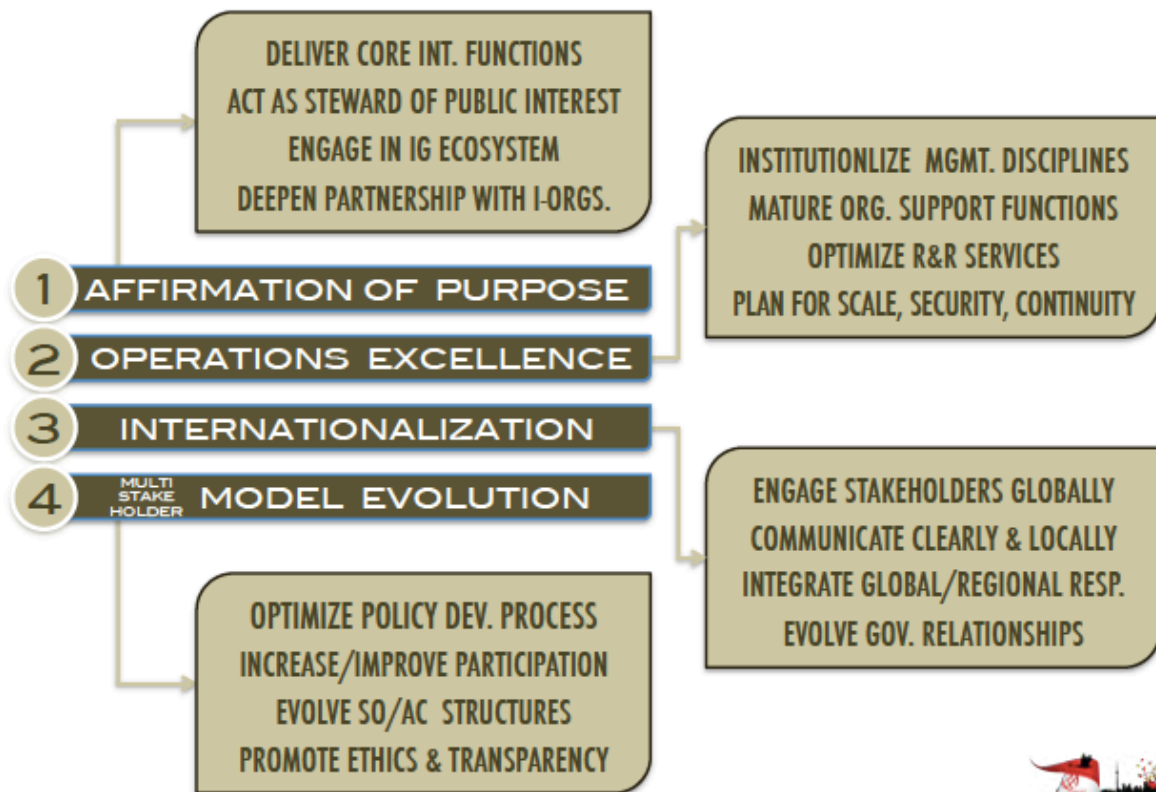 DELIVER CORE INT. FUNCTIONS
ACT AS STEWARD OF PUBLIC INTEREST
ENGAGE IN IG ECOSYSTEM
DEEPEN PARTNERSHIP WITH I-ORGS.
INSTITUTIONLIZE MGMT. DISCIPLINES
MATURE ORG. SUPPORT FUNCTIONS
OPTIMIZE R&R SERVICES
PLAN FOR SCALE, SECURITY, CONTINUITY
1 AFFIRMATION OF PURPOSE
2 OPERATIONS EXCELLENCE
3 INTERNATIONALIZATION
4 MULTI STAKE HOLDER MODEL EVOLUTION
ENGAGE STAKEHOLDERS GLOBALLY
COMMUNICATE CLEARLY & LOCALLY
INTEGRATE GLOBAL/REGIONAL RESP.
EVOLVE GOV. RELATIONSHIPS
OPTIMIZE POLICY DEV. PROCESS
INCREASE/IMPROVE PARTICIPATION
EVOLVE SO/AC STRUCTURES
PROMOTE ETHICS & TRANSPARENCY